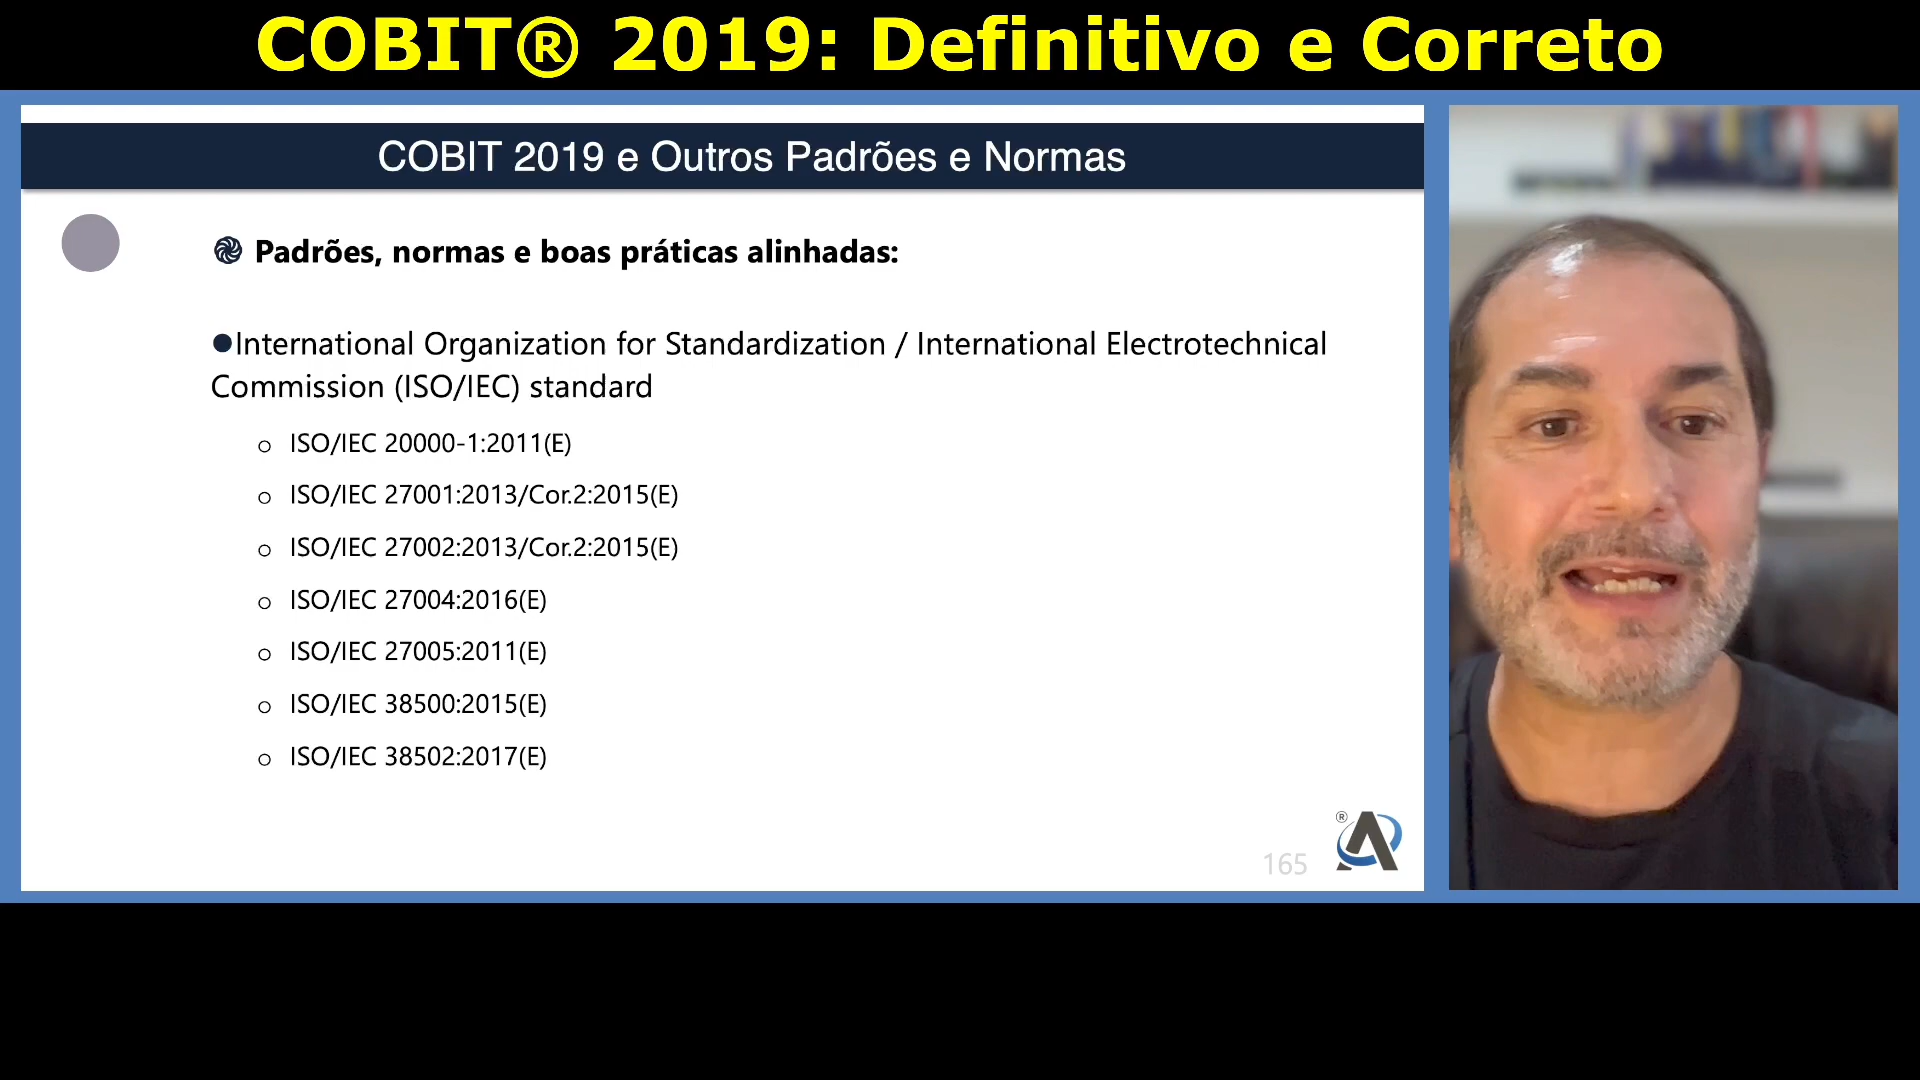 COBIT® 2019: Definitivo e Correto
COBIT 2019 e Outros Padrões e Normas
Padrões, normas e boas práticas alinhadas:
International Organization for Standardization / International Electrotechnical
Commission (ISO/IEC) standard
ISO/IEC 20000-1:2011(E)
ISO/IEC 27001:2013/Cor.2:2015(E)
ISO/IEC 27002:2013/Cor.2:2015(E)
ISO/IEC 27004:2016(E)
ISO/IEC 27005:2011(E)
ISO/IEC 38500:2015(E)
ISO/IEC 38502:2017(E)
165
®